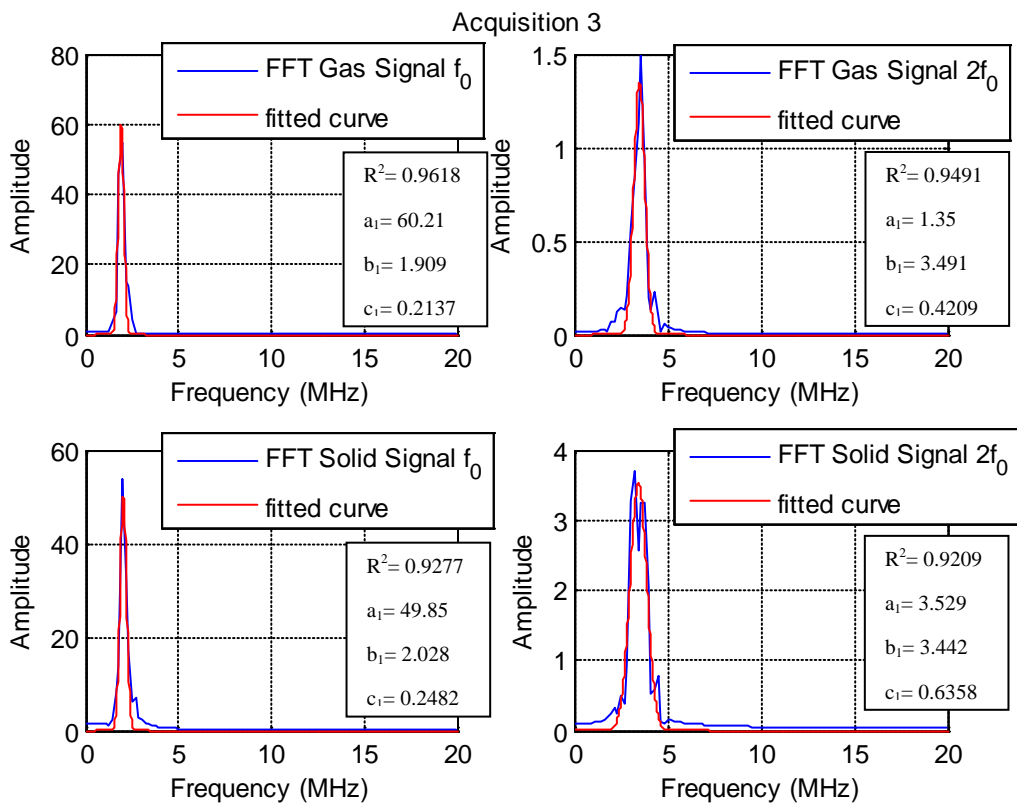 Acquisition 3
FFT Gas Signal f₀
fitted curve
R²= 0.9618
a₁= 60.21
b₁= 1.909
c₁= 0.2137
Amplitude
80
60
40
20
0
0 5 10 15 20
Frequency (MHz)
FFT Gas Signal 2f₀
fitted curve
R²= 0.9491
a₁= 1.35
b₁= 3.491
c₁= 0.4209
Amplitude
1.5
1
0.5
0
0 5 10 15 20
Frequency (MHz)
FFT Solid Signal f₀
fitted curve
R²= 0.9277
a₁= 49.85
b₁= 2.028
c₁= 0.2482
Amplitude
60
40
20
0
0 5 10 15 20
Frequency (MHz)
FFT Solid Signal 2f₀
fitted curve
R²= 0.9209
a₁= 3.529
b₁= 3.442
c₁= 0.6358
Amplitude
4
3
2
1
0
0 5 10 15 20
Frequency (MHz)